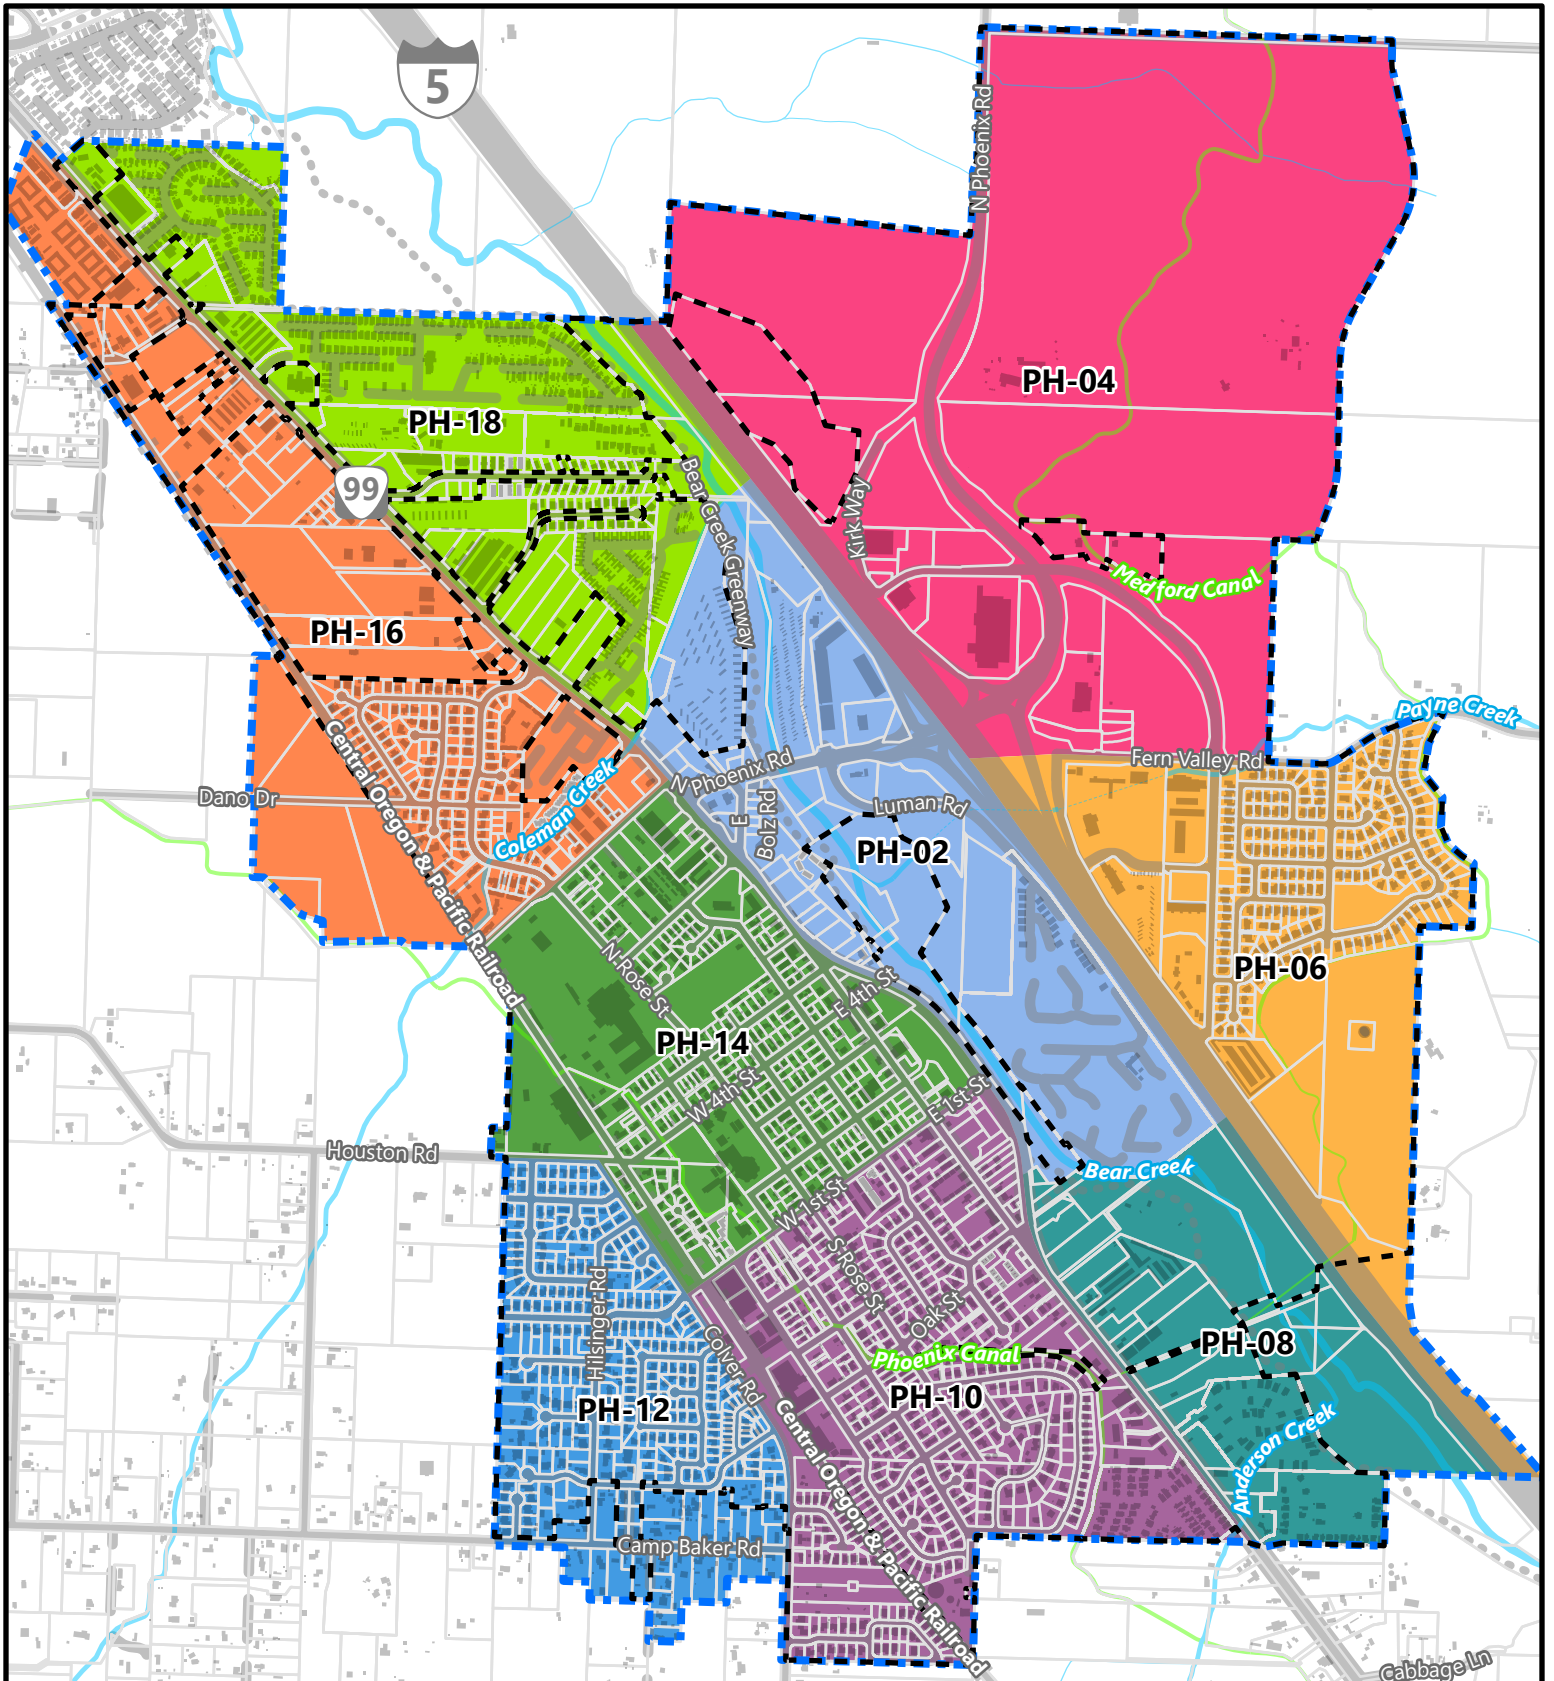 5
N Phoenix Rd
PH-04
PH-18
99
Bear Creek Greenway
Kirk Way
Medford Canal
PH-16
Payne Creek
Central Oregon & Pacific Railroad
Fern Valley Rd
N Phoenix Rd
Dano Dr
Coleman Creek
E Bolz Rd
Luman Rd
PH-02
PH-06
N Rose St
E 4th St
PH-14
W 4th St
E 1st St
Houston Rd
Bear Creek
W 1st St
S Rose St
Hilsinger Rd
Oak St
PH-08
Colver Rd
Phoenix Canal
PH-10
PH-12
Central Oregon & Pacific Railroad
Anderson Creek
Camp Baker Rd
Cabbage Ln